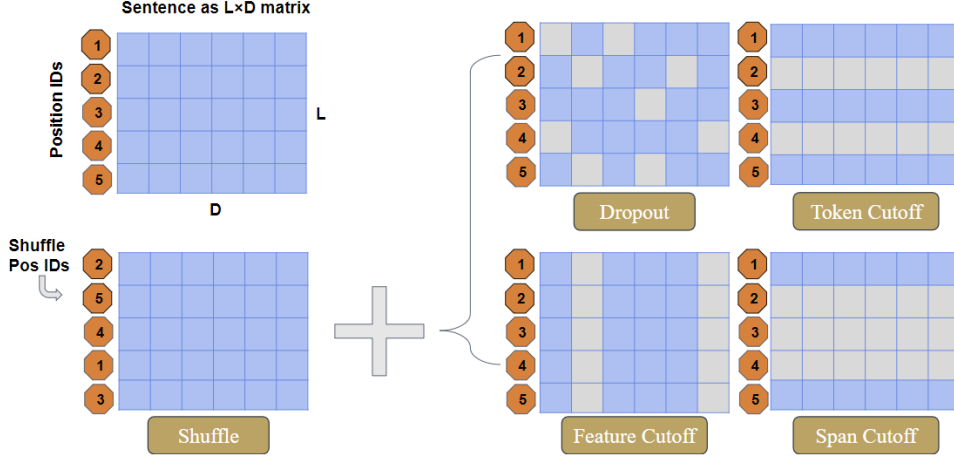 Sentence as L×D matrix
Position IDs
1
2
3
4
5
L
D
Shuffle
Pos IDs
2
5
4
1
3
Shuffle
1
2
3
4
5
Dropout
1
2
3
4
5
Token Cutoff
1
2
3
4
5
Feature Cutoff
1
2
3
4
5
Span Cutoff